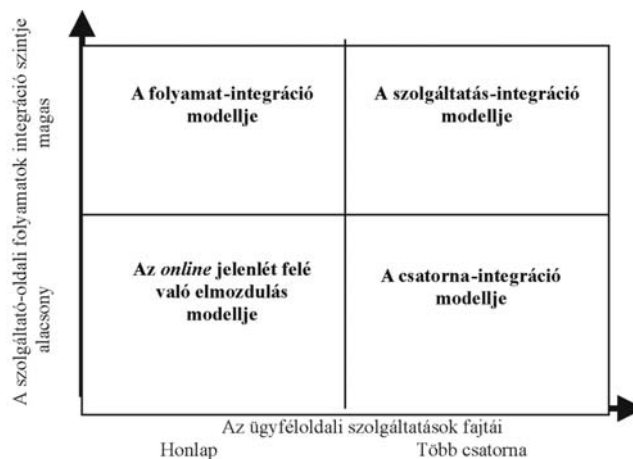 A szolgáltató-oldali folyamatok integráció szintje
magas
alacsony
A folyamat-integráció
modellje
A szolgáltatás-integráció
modellje
Az online jelenlét felé
való elmozdulás
modellje
A csatorna-integráció
modellje
Az ügyféloldali szolgáltatások fajtái
Honlap
Több csatorna